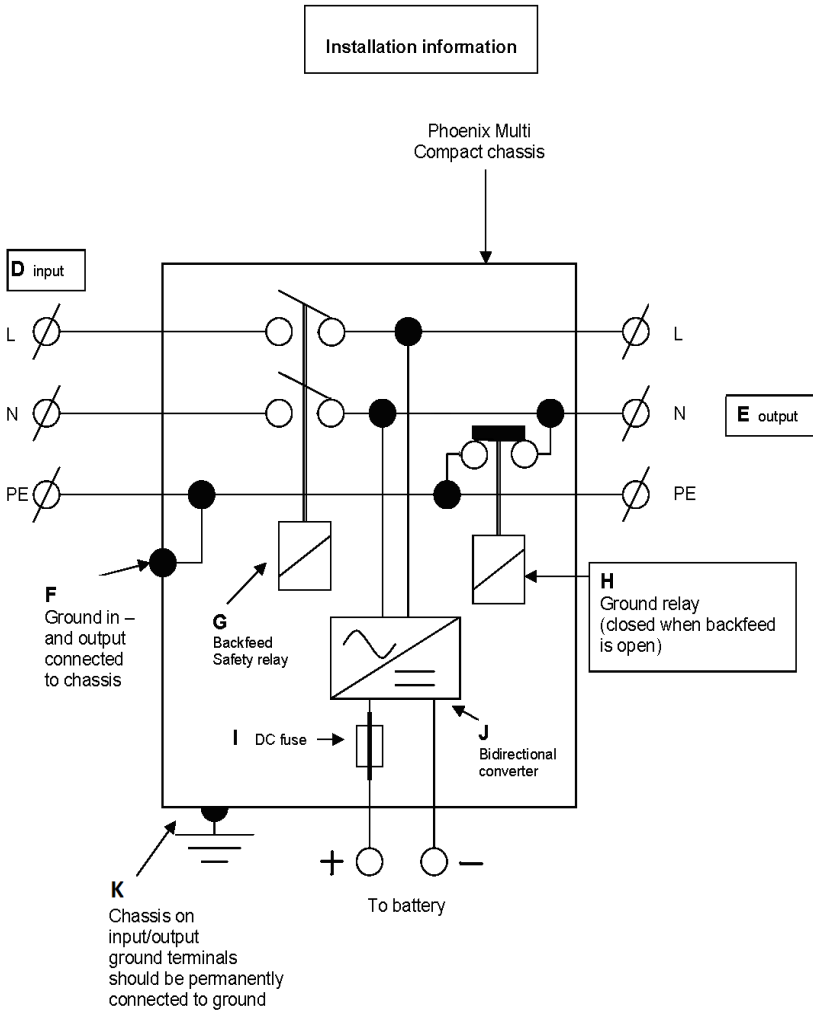 Installation information
Phoenix Multi
Compact chassis
D input
L
L
N
N
E output
PE
PE
F
Ground in –
and output
connected
to chassis
G
Backfeed
Safety relay
H
Ground relay
(closed when backfeed
is open)
I DC fuse
J
Bidirectional
converter
+
–
To battery
K
Chassis on
input/output
ground terminals
should be permanently
connected to ground